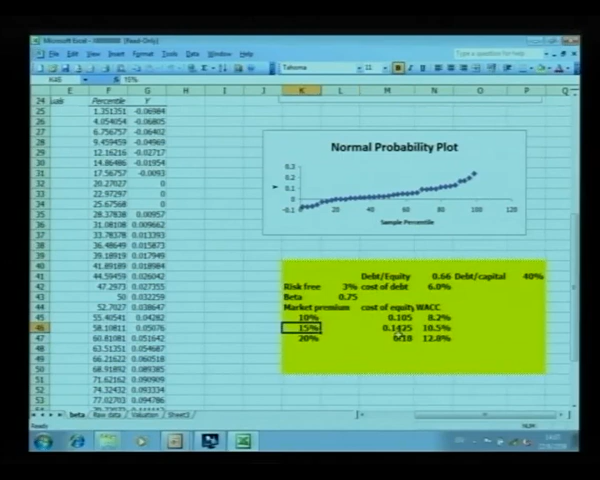 Microsoft Excel
[Read-Only]
File Edit View Insert Format Tools Data Window Help
Type a question for help
Tahoma 11 B
K46 15%
E F G H I J K L M N O P Q
24 Percentile Y
25 1.351351 -0.06984
26 4.054054 -0.06805
27 6.756757 -0.06402
28 9.459459 -0.04969
29 12.16216 -0.02717
30 14.86486 -0.01954
31 17.56757 -0.0093
32 20.27027 0
33 22.97297 0
34 25.67568 0
35 28.37838 0.00957
36 31.08108 0.009662
37 33.78378 0.013393
38 36.48649 0.015873
39 39.18919 0.017949
40 41.89189 0.018984
41 44.59459 0.026042
42 47.2973 0.027355
43 50 0.032259
44 52.7027 0.038647
45 55.40541 0.04282
46 58.10811 0.05076
47 60.81081 0.051642
48 63.51351 0.054687
49 66.21622 0.060518
50 68.91892 0.089385
51 71.62162 0.090909
52 74.32432 0.093334
53 77.02703 0.094786
Normal Probability Plot
0.3
0.2
0.1
0
-0.1
Y
0 20 40 60 80 100 120
Sample Percentile
Debt/Equity 0.66 Debt/capital 40%
Risk free 3% cost of debt 6.0%
Beta 0.75
Market premium cost of equity WACC
10% 0.105 8.2%
15% 0.1425 10.5%
20% 0.18 12.8%
beta Raw data Valuation Sheet3
Ready
NUM